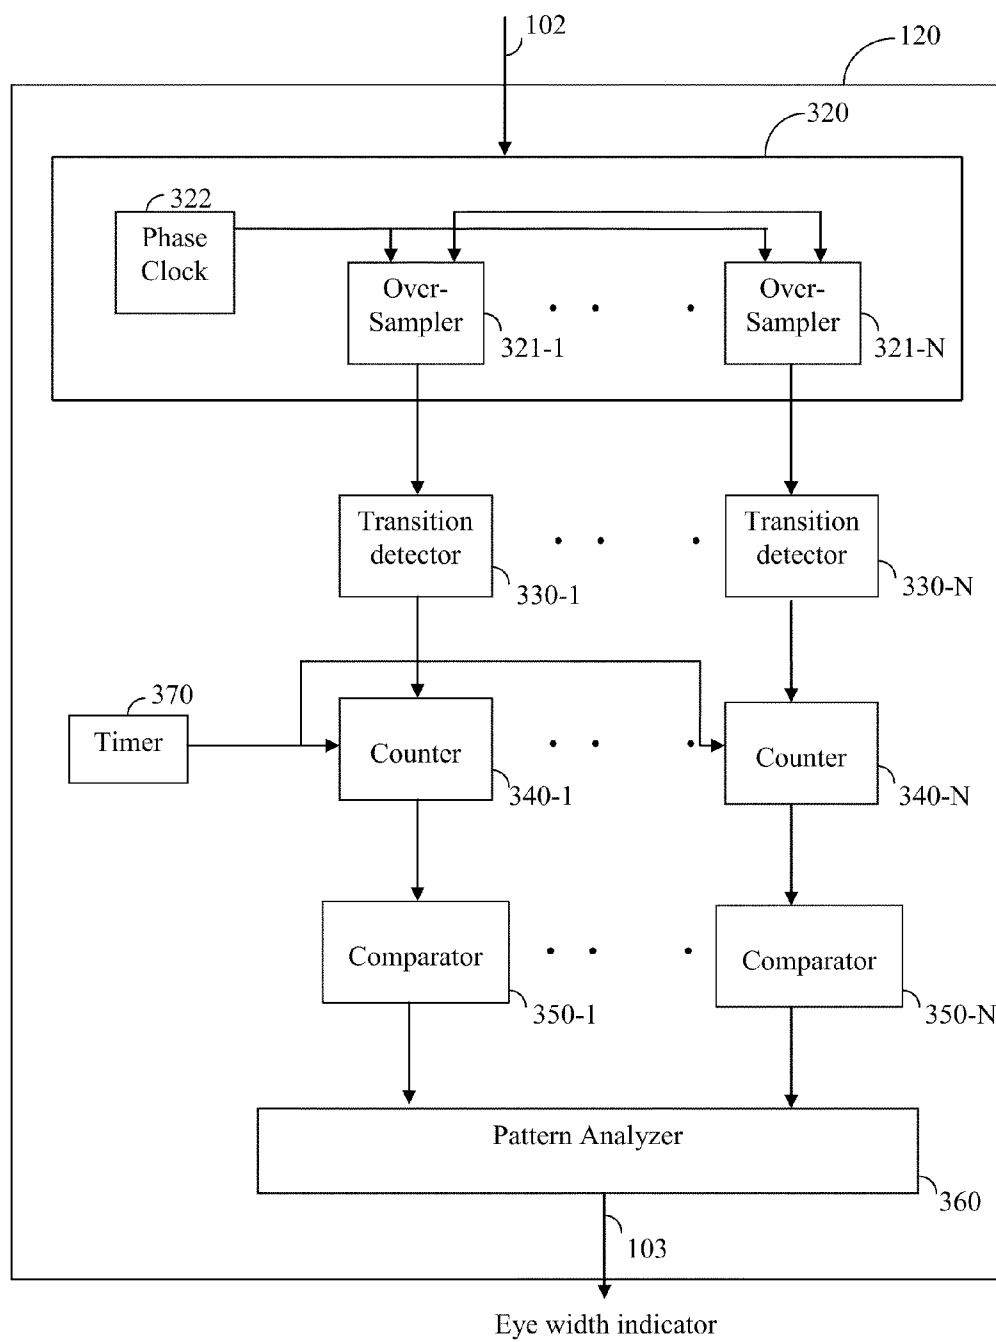 102
120
320
322
Phase
Clock
Over-
Sampler
321-1
Over-
Sampler
321-N
Transition
detector
330-1
Transition
detector
330-N
370
Timer
Counter
340-1
Counter
340-N
Comparator
350-1
Comparator
350-N
Pattern Analyzer
360
103
Eye width indicator